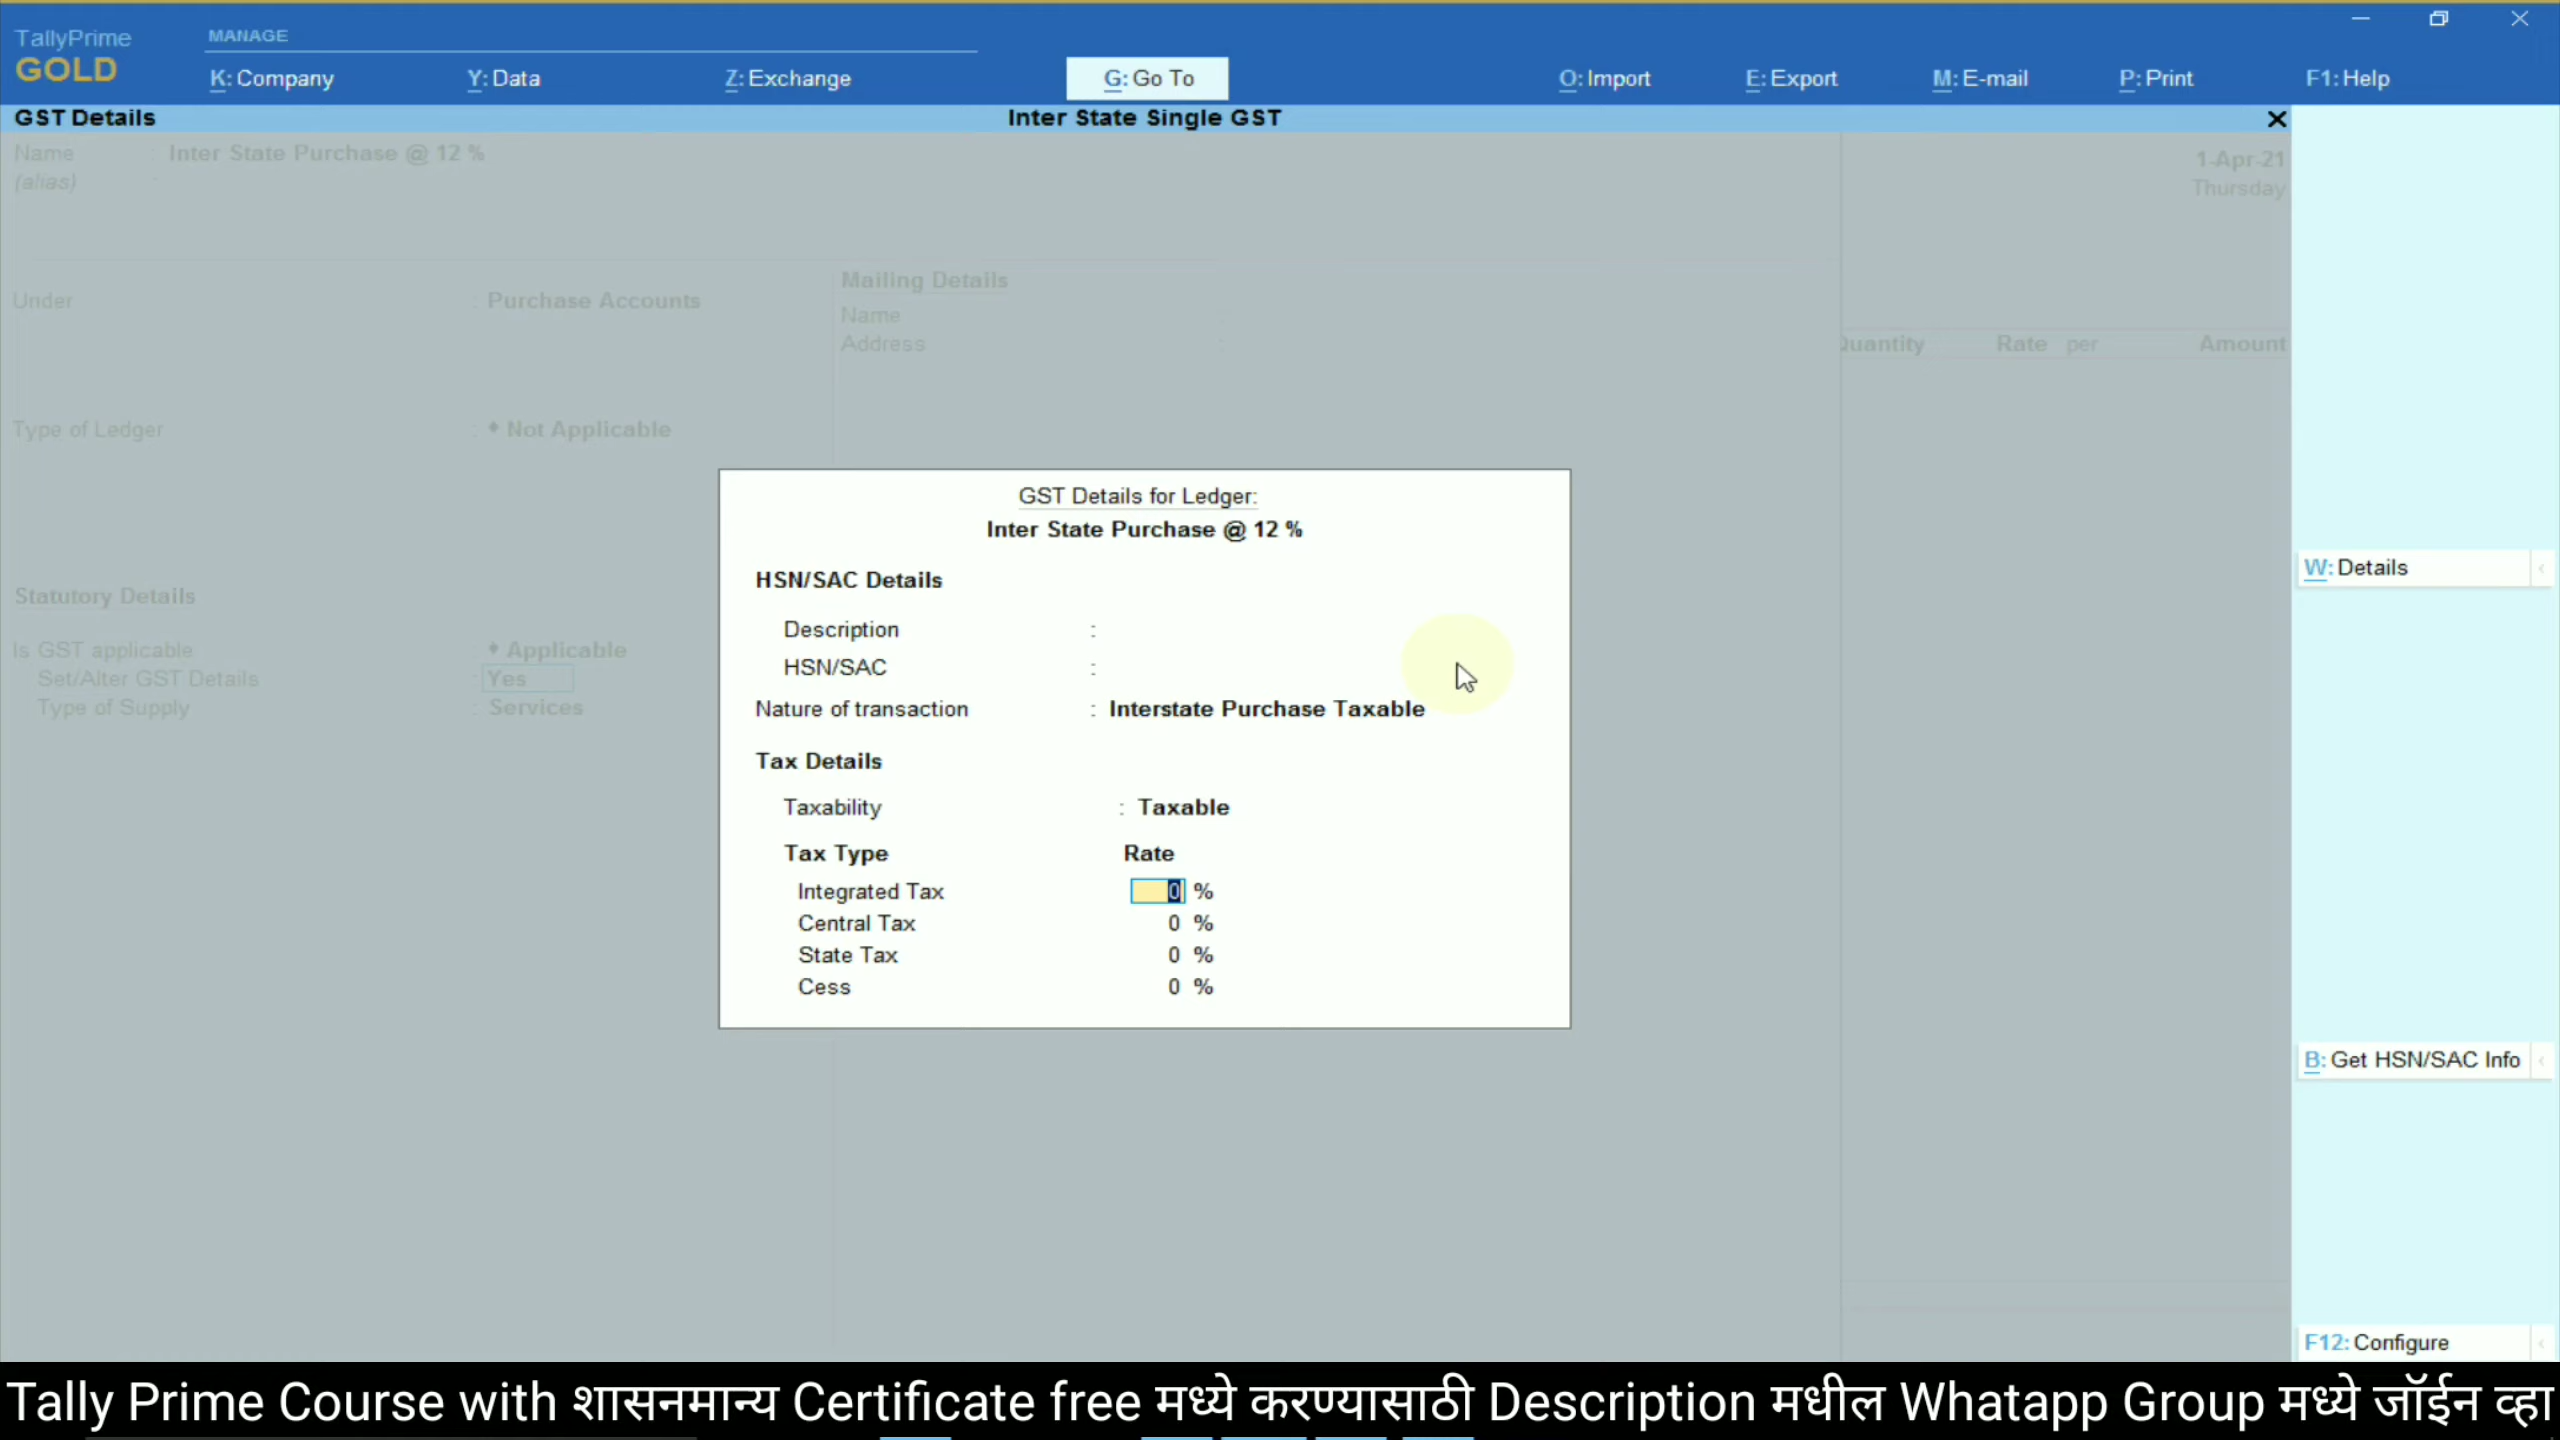 TallyPrime
GOLD
MANAGE
K: Company
Y: Data
Z: Exchange
G: Go To
O: Import
E: Export
M: E-mail
P: Print
F1: Help
GST Details
Inter State Single GST
Name : Inter State Purchase @ 12 %
(alias) :
1-Apr-21
Thursday
Under : Purchase Accounts
Mailing Details
Name :
Address :
Quantity Rate per Amount
Type of Ledger : ♦ Not Applicable
Statutory Details
Is GST applicable : ♦ Applicable
Set/Alter GST Details : Yes
Type of Supply : Services
GST Details for Ledger:
Inter State Purchase @ 12 %
HSN/SAC Details
Description :
HSN/SAC :
Nature of transaction : Interstate Purchase Taxable
Tax Details
Taxability : Taxable
Tax Type Rate
Integrated Tax 0 %
Central Tax 0 %
State Tax 0 %
Cess 0 %
W: Details
B: Get HSN/SAC Info
F12: Configure
Tally Prime Course with शासनमान्य Certificate free मध्ये करण्यासाठी Description मधील Whatapp Group मध्ये जॉईन व्हा